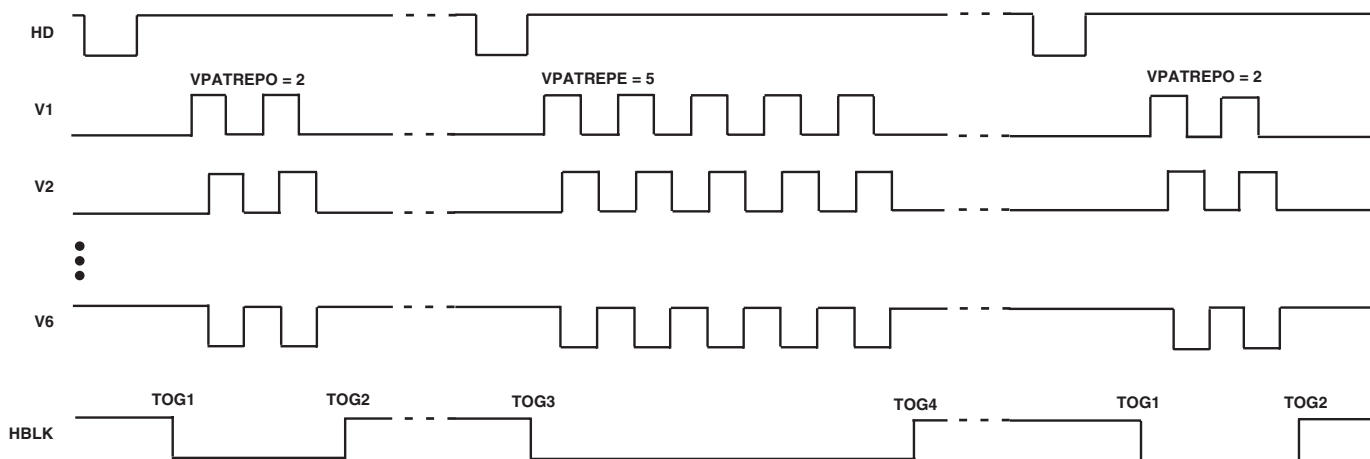 HD
VPATREPO = 2 VPATREPE = 5 VPATREPO = 2
V1
V2
V6
TOG1 TOG2 TOG3 TOG4 TOG1 TOG2
HBLK